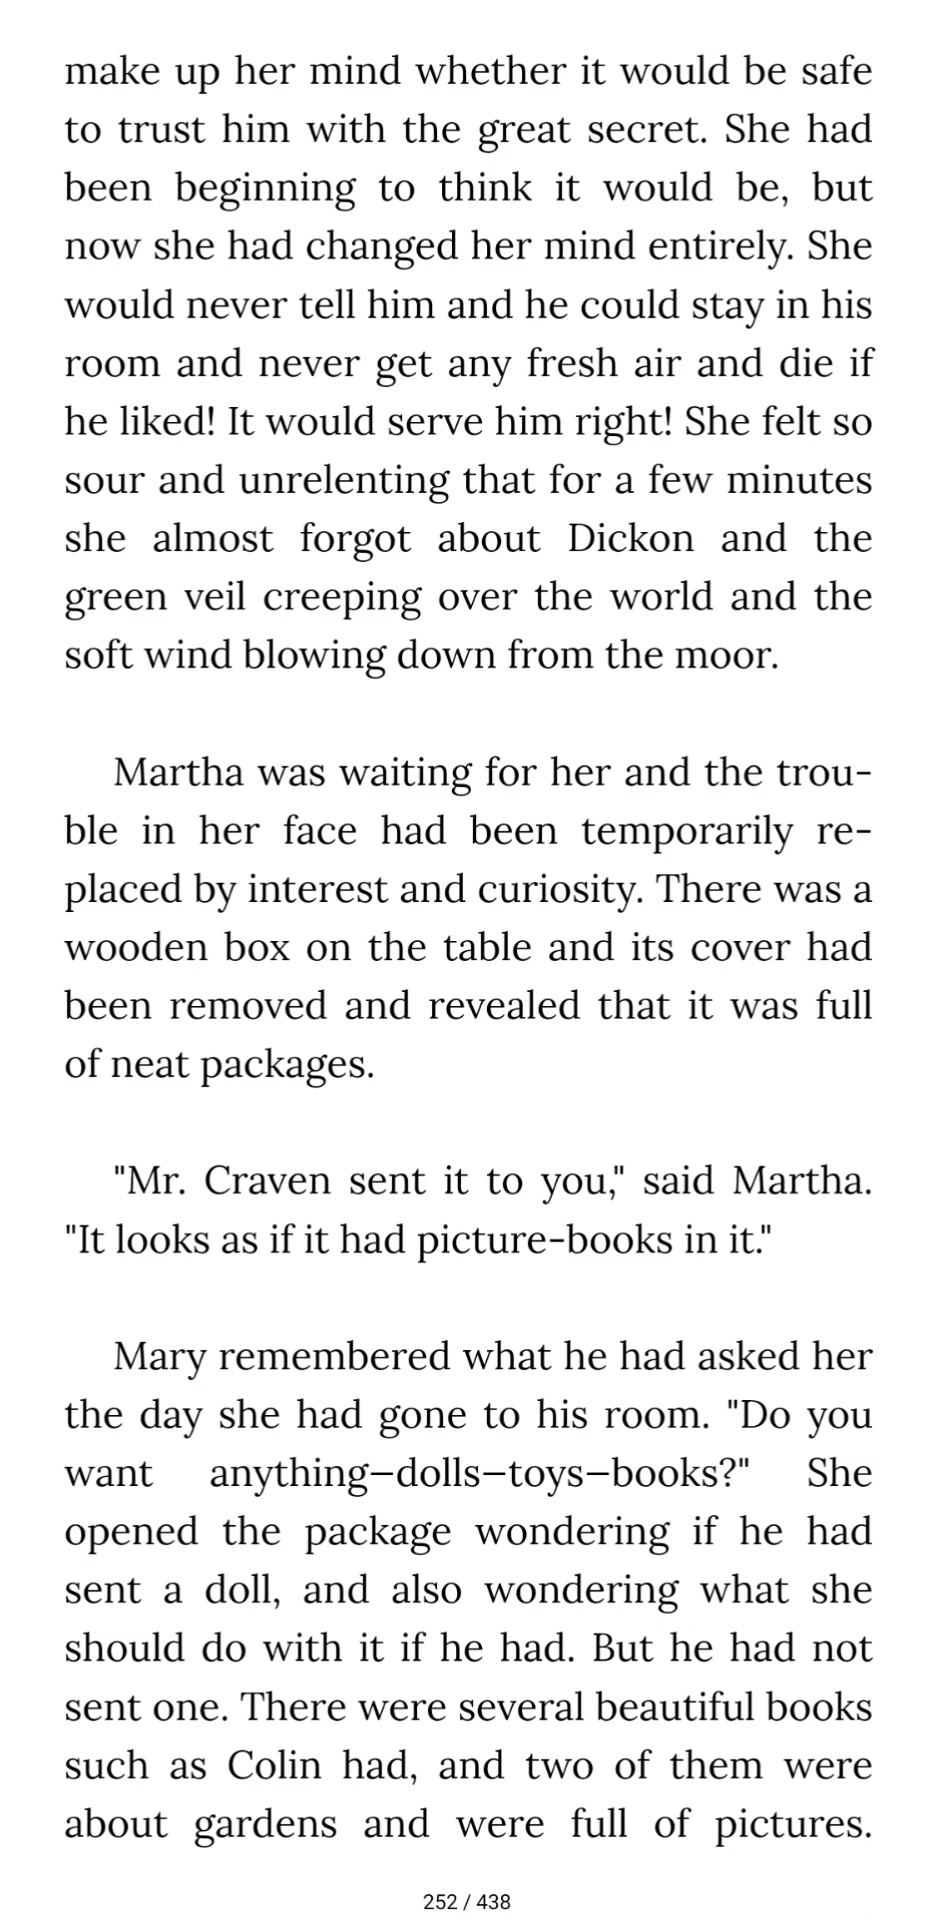 make up her mind whether it would be safe
to trust him with the great secret. She had
been beginning to think it would be, but
now she had changed her mind entirely. She
would never tell him and he could stay in his
room and never get any fresh air and die if
he liked! It would serve him right! She felt so
sour and unrelenting that for a few minutes
she almost forgot about Dickon and the
green veil creeping over the world and the
soft wind blowing down from the moor.
Martha was waiting for her and the trou-
ble in her face had been temporarily re-
placed by interest and curiosity. There was a
wooden box on the table and its cover had
been removed and revealed that it was full
of neat packages.
"Mr. Craven sent it to you," said Martha.
"It looks as if it had picture-books in it."
Mary remembered what he had asked her
the day she had gone to his room. "Do you
want anything—dolls—toys—books?" She
opened the package wondering if he had
sent a doll, and also wondering what she
should do with it if he had. But he had not
sent one. There were several beautiful books
such as Colin had, and two of them were
about gardens and were full of pictures.
252 / 438